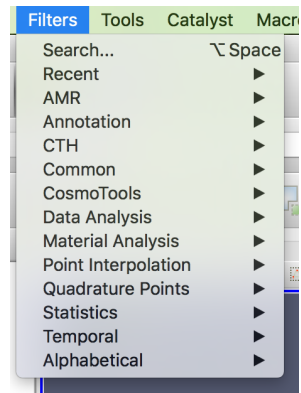 Filters Tools Catalyst Macro
Search... ⌥Space
Recent ▶
AMR ▶
Annotation ▶
CTH ▶
Common ▶
CosmoTools ▶
Data Analysis ▶
Material Analysis ▶
Point Interpolation ▶
Quadrature Points ▶
Statistics ▶
Temporal ▶
Alphabetical ▶